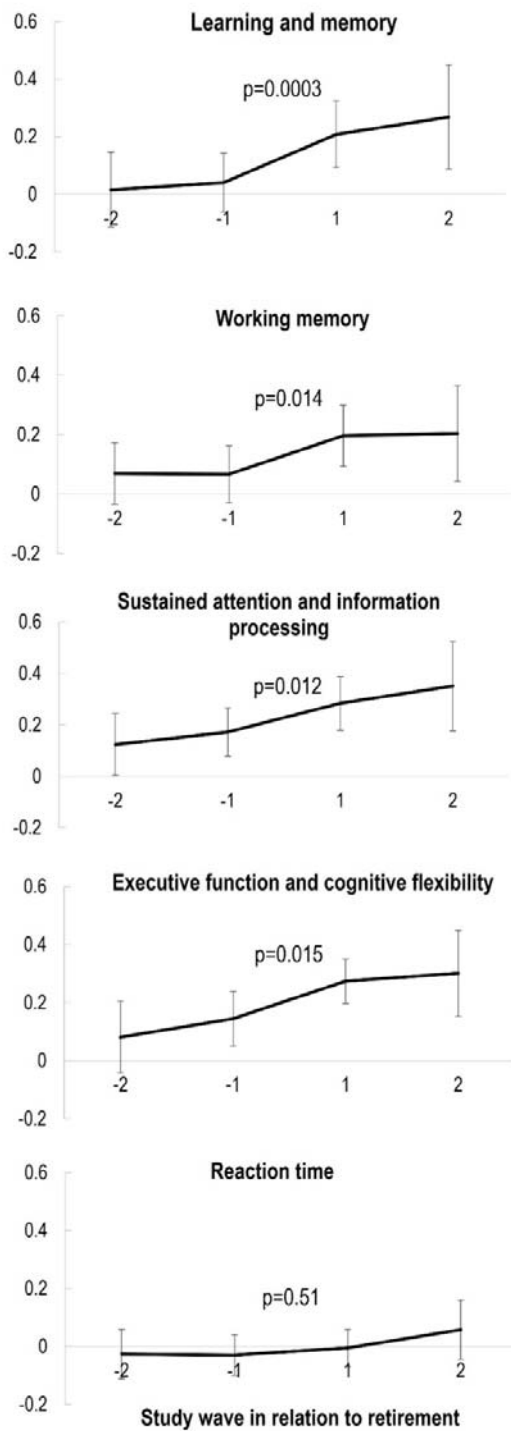 Learning and memory
0.6
p=0.0003
0.4
0.2
0
-2 -1 1 2
-0.2
Working memory
0.6
0.4
p=0.014
0.2
0
-2 -1 1 2
-0.2
Sustained attention and information
processing
0.6
0.4
p=0.012
0.2
0
-2 -1 1 2
-0.2
Executive function and cognitive flexibility
0.6
0.4
p=0.015
0.2
0
-2 -1 1 2
-0.2
Reaction time
0.6
0.4
0.2
p=0.51
0
-2 -1 1 2
-0.2
Study wave in relation to retirement